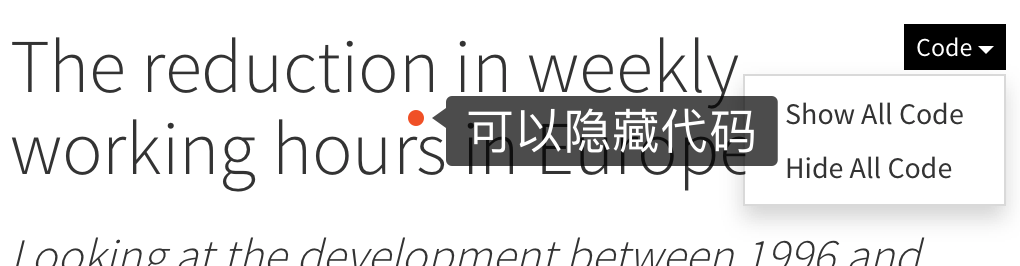 The reduction in weekly
working hours in Europe
Code
可以隐藏代码
Show All Code
Hide All Code
Looking at the development between 1996 and